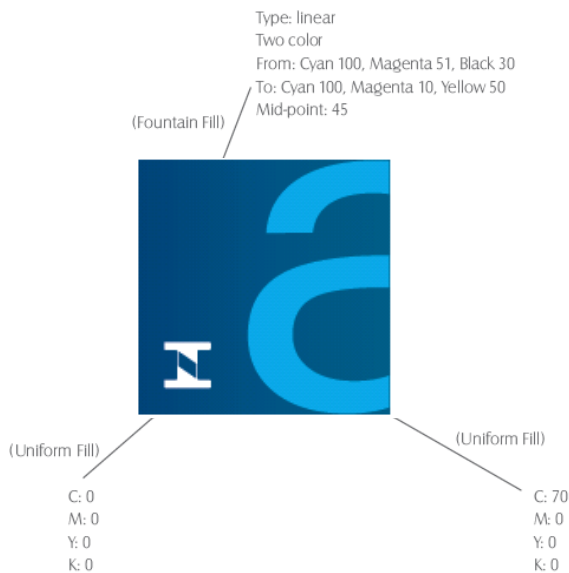 Type: linear
Two color
From: Cyan 100, Magenta 51, Black 30
To: Cyan 100, Magenta 10, Yellow 50
Mid-point: 45
(Fountain Fill)
a
(Uniform Fill)
C: 0
M: 0
Y: 0
K: 0
(Uniform Fill)
C: 70
M: 0
Y: 0
K: 0